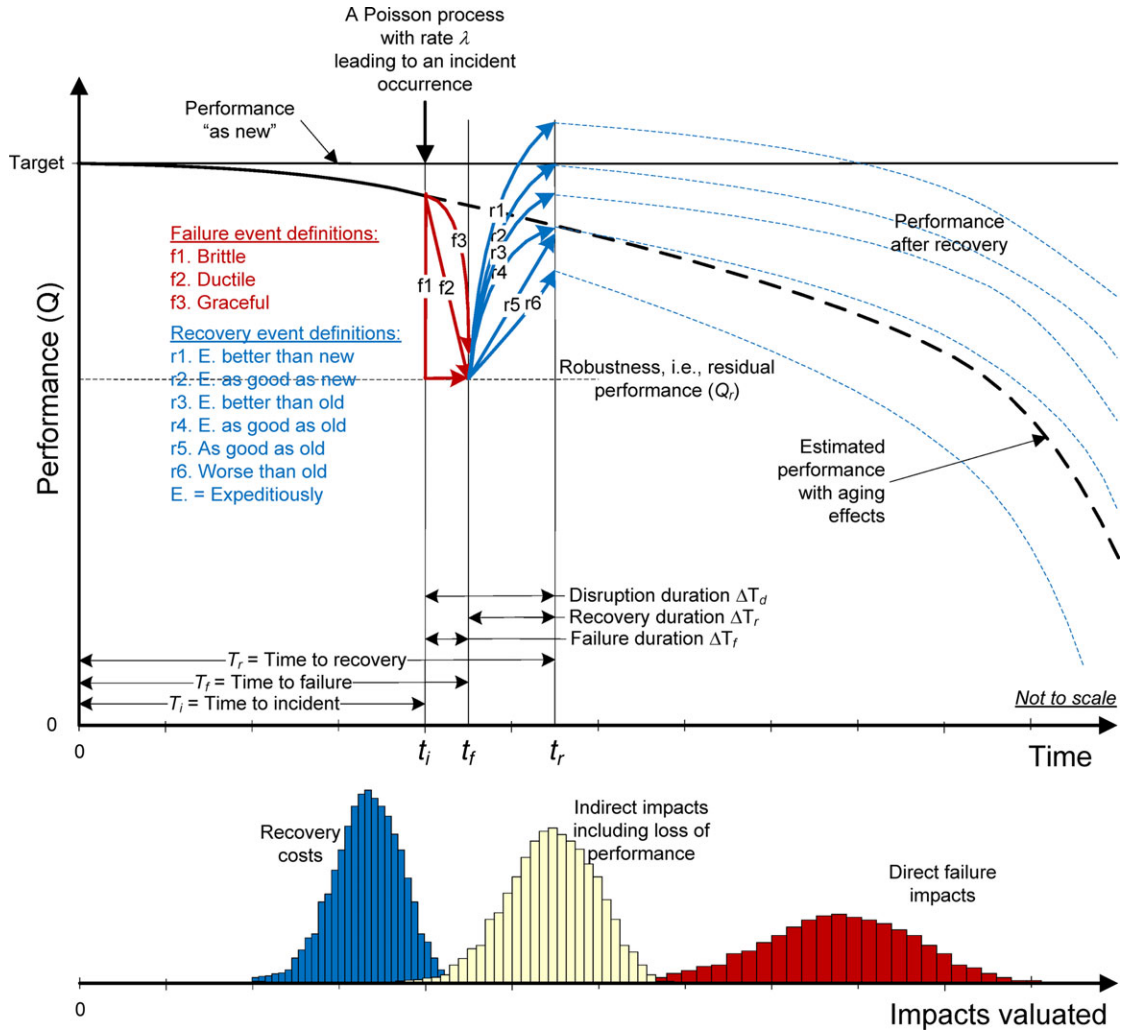 A Poisson process
with rate λ
leading to an incident
occurrence
Performance
“as new”
Target
Performance (Q)
Failure event definitions:
f1. Brittle
f2. Ductile
f3. Graceful
Recovery event definitions:
r1. E. better than new
r2. E. as good as new
r3. E. better than old
r4. E. as good as old
r5. As good as old
r6. Worse than old
E. = Expeditiously
f1
f2
f3
r1
r2
r3
r4
r5
r6
Performance
after recovery
Robustness, i.e., residual
performance (Qr)
Estimated
performance
with aging
effects
Disruption duration ΔTd
Recovery duration ΔTr
Failure duration ΔTf
Tr = Time to recovery
Tf = Time to failure
Ti = Time to incident
Not to scale
0
0
ti
tf
tr
Time
Recovery
costs
Indirect impacts
including loss of
performance
Direct failure
impacts
0
Impacts valuated